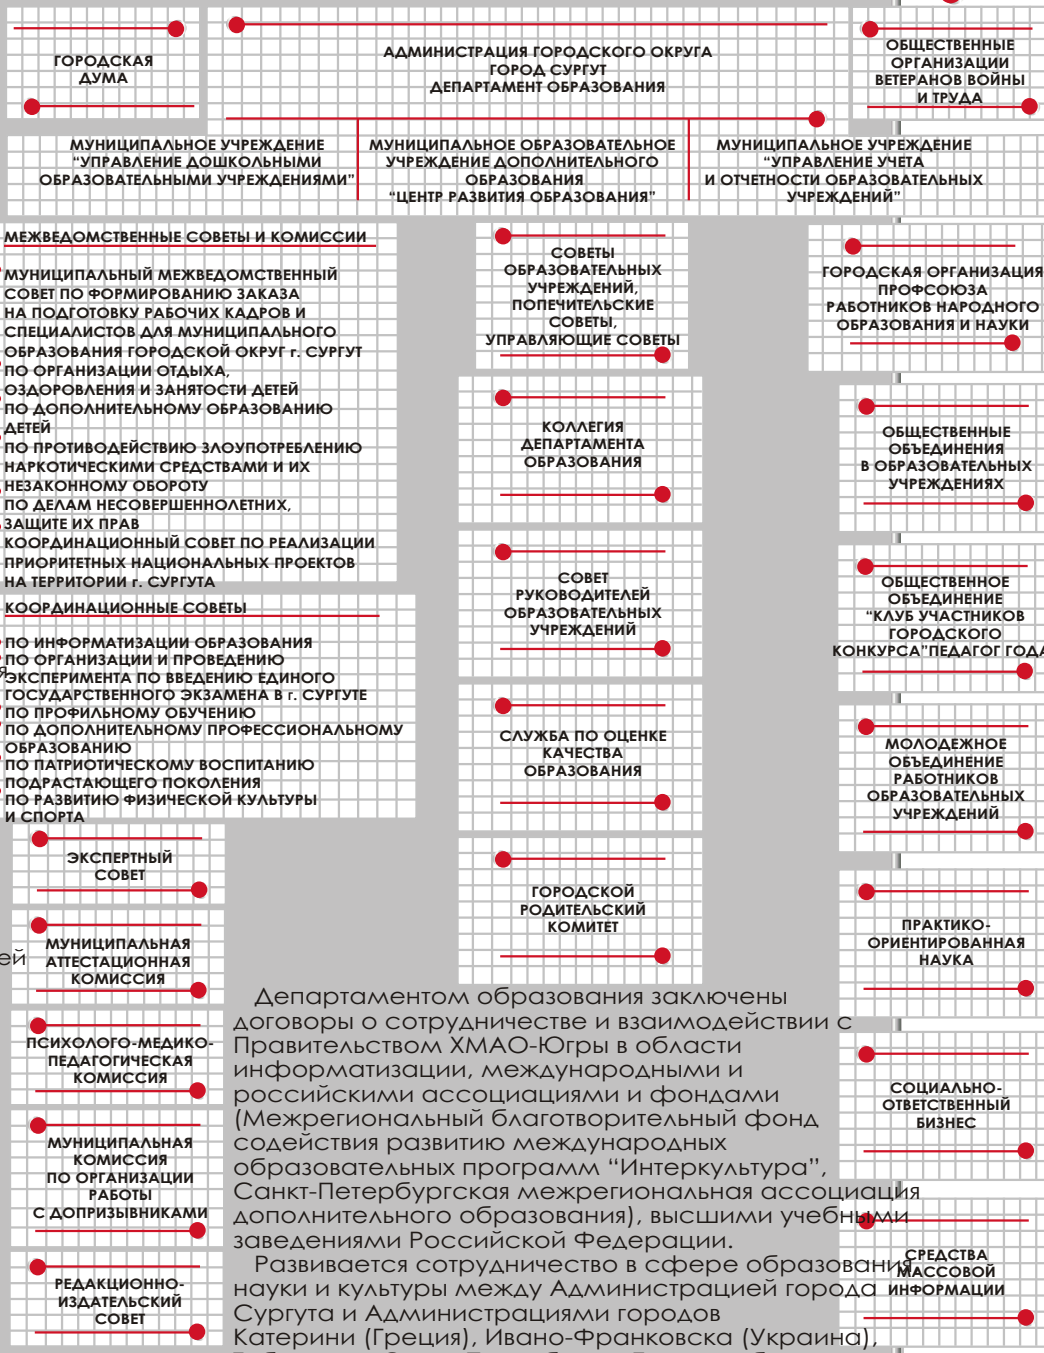 ГОРОДСКАЯ
ДУМА
АДМИНИСТРАЦИЯ ГОРОДСКОГО ОКРУГА
ГОРОД СУРГУТ
ДЕПАРТАМЕНТ ОБРАЗОВАНИЯ
ОБЩЕСТВЕННЫЕ
ОРГАНИЗАЦИИ
ВЕТЕРАНОВ ВОЙНЫ
И ТРУДА
МУНИЦИПАЛЬНОЕ УЧРЕЖДЕНИЕ
“УПРАВЛЕНИЕ ДОШКОЛЬНЫМИ
ОБРАЗОВАТЕЛЬНЫМИ УЧРЕЖДЕНИЯМИ”
МУНИЦИПАЛЬНОЕ ОБРАЗОВАТЕЛЬНОЕ
УЧРЕЖДЕНИЕ ДОПОЛНИТЕЛЬНОГО
ОБРАЗОВАНИЯ
“ЦЕНТР РАЗВИТИЯ ОБРАЗОВАНИЯ”
МУНИЦИПАЛЬНОЕ УЧРЕЖДЕНИЕ
“УПРАВЛЕНИЕ УЧЕТА
И ОТЧЕТНОСТИ ОБРАЗОВАТЕЛЬНЫХ
УЧРЕЖДЕНИЙ”
МЕЖВЕДОМСТВЕННЫЕ СОВЕТЫ И КОМИССИИ
МУНИЦИПАЛЬНЫЙ МЕЖВЕДОМСТВЕННЫЙ
СОВЕТ ПО ФОРМИРОВАНИЮ ЗАКАЗА
НА ПОДГОТОВКУ РАБОЧИХ КАДРОВ И
СПЕЦИАЛИСТОВ ДЛЯ МУНИЦИПАЛЬНОГО
ОБРАЗОВАНИЯ ГОРОДСКОЙ ОКРУГ г. СУРГУТ
ПО ОРГАНИЗАЦИИ ОТДЫХА,
ОЗДОРОВЛЕНИЯ И ЗАНЯТОСТИ ДЕТЕЙ
ПО ДОПОЛНИТЕЛЬНОМУ ОБРАЗОВАНИЮ
ДЕТЕЙ
ПО ПРОТИВОДЕЙСТВИЮ ЗЛОУПОТРЕБЛЕНИЮ
НАРКОТИЧЕСКИМИ СРЕДСТВАМИ И ИХ
НЕЗАКОННОМУ ОБОРОТУ
ПО ДЕЛАМ НЕСОВЕРШЕННОЛЕТНИХ,
ЗАЩИТЕ ИХ ПРАВ
КООРДИНАЦИОННЫЙ СОВЕТ ПО РЕАЛИЗАЦИИ
ПРИОРИТЕТНЫХ НАЦИОНАЛЬНЫХ ПРОЕКТОВ
НА ТЕРРИТОРИИ г. СУРГУТА
КООРДИНАЦИОННЫЕ СОВЕТЫ
ПО ИНФОРМАТИЗАЦИИ ОБРАЗОВАНИЯ
ПО ОРГАНИЗАЦИИ И ПРОВЕДЕНИЮ
ЭКСПЕРИМЕНТА ПО ВВЕДЕНИЮ ЕДИНОГО
ГОСУДАРСТВЕННОГО ЭКЗАМЕНА В г. СУРГУТЕ
ПО ПРОФИЛЬНОМУ ОБУЧЕНИЮ
ПО ДОПОЛНИТЕЛЬНОМУ ПРОФЕССИОНАЛЬНОМУ
ОБРАЗОВАНИЮ
ПО ПАТРИОТИЧЕСКОМУ ВОСПИТАНИЮ
ПОДРАСТАЮЩЕГО ПОКОЛЕНИЯ
ПО РАЗВИТИЮ ФИЗИЧЕСКОЙ КУЛЬТУРЫ
И СПОРТА
ЭКСПЕРТНЫЙ
СОВЕТ
ей
МУНИЦИПАЛЬНАЯ
АТТЕСТАЦИОННАЯ
КОМИССИЯ
ПСИХОЛОГО-МЕДИКО-
ПЕДАГОГИЧЕСКАЯ
КОМИССИЯ
МУНИЦИПАЛЬНАЯ
КОМИССИЯ
ПО ОРГАНИЗАЦИИ
РАБОТЫ
С ДОПРИЗЫВНИКАМИ
РЕДАКЦИОННО-
ИЗДАТЕЛЬСКИЙ
СОВЕТ
СОВЕТЫ
ОБРАЗОВАТЕЛЬНЫХ
УЧРЕЖДЕНИЙ,
ПОПЕЧИТЕЛЬСКИЕ
СОВЕТЫ,
УПРАВЛЯЮЩИЕ СОВЕТЫ
КОЛЛЕГИЯ
ДЕПАРТАМЕНТА
ОБРАЗОВАНИЯ
СОВЕТ
РУКОВОДИТЕЛЕЙ
ОБРАЗОВАТЕЛЬНЫХ
УЧРЕЖДЕНИЙ
СЛУЖБА ПО ОЦЕНКЕ
КАЧЕСТВА
ОБРАЗОВАНИЯ
ГОРОДСКОЙ
РОДИТЕЛЬСКИЙ
КОМИТЕТ
ГОРОДСКАЯ ОРГАНИЗАЦИЯ
ПРОФСОЮЗА
РАБОТНИКОВ НАРОДНОГО
ОБРАЗОВАНИЯ И НАУКИ
ОБЩЕСТВЕННЫЕ
ОБЪЕДИНЕНИЯ
В ОБРАЗОВАТЕЛЬНЫХ
УЧРЕЖДЕНИЯХ
ОБЩЕСТВЕННОЕ
ОБЪЕДИНЕНИЕ
“КЛУБ УЧАСТНИКОВ
ГОРОДСКОГО
КОНКУРСА”ПЕДАГОГ ГОДА
МОЛОДЕЖНОЕ
ОБЪЕДИНЕНИЕ
РАБОТНИКОВ
ОБРАЗОВАТЕЛЬНЫХ
УЧРЕЖДЕНИЙ
ПРАКТИКО-
ОРИЕНТИРОВАННАЯ
НАУКА
СОЦИАЛЬНО-
ОТВЕТСТВЕННЫЙ
БИЗНЕС
СРЕДСТВА
МАССОВОЙ
ИНФОРМАЦИИ
Департаментом образования заключены
договоры о сотрудничестве и взаимодействии с
Правительством ХМАО-Югры в области
информатизации, международными и
российскими ассоциациями и фондами
(Межрегиональный благотворительный фонд
содействия развитию международных
образовательных программ “Интеркультура”,
Санкт-Петербургская межрегиональная ассоциация
дополнительного образования), высшими учебными
заведениями Российской Федерации.
Развивается сотрудничество в сфере образования,
науки и культуры между Администрацией города
Сургута и Администрациями городов
Катерини (Греция), Ивано-Франковска (Украина),